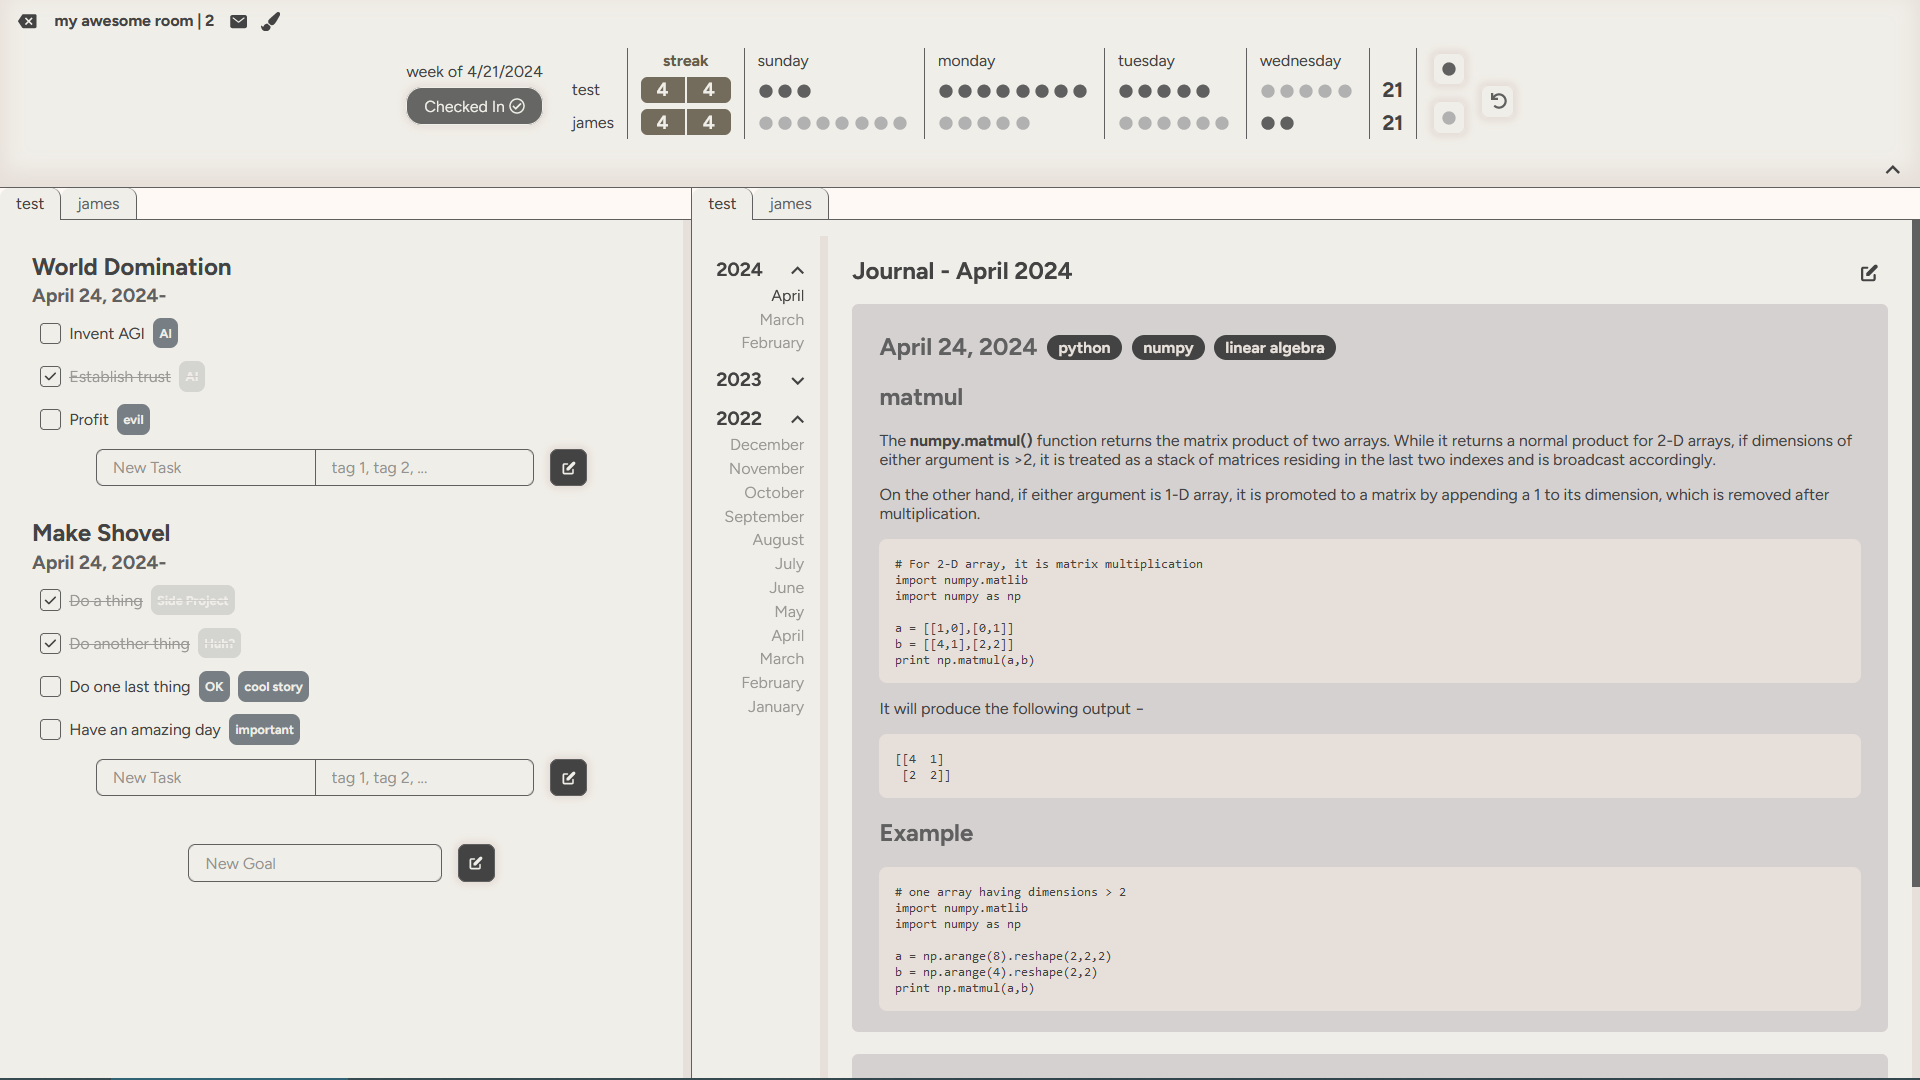 my awesome room | 2
week of 4/21/2024
Checked In
streak
sunday
monday
tuesday
wednesday
test
4 4
21
james
4 4
21
test
james
World Domination
April 24, 2024-
Invent AGI AI
Establish trust AI
Profit evil
New Task
tag 1, tag 2, ...
Make Shovel
April 24, 2024-
Do a thing Side Project
Do another thing Huh?
Do one last thing OK cool story
Have an amazing day important
New Task
tag 1, tag 2, ...
New Goal
test
james
2024
April
March
February
2023
2022
December
November
October
September
August
July
June
May
April
March
February
January
Journal - April 2024
April 24, 2024 python numpy linear algebra
matmul
The numpy.matmul() function returns the matrix product of two arrays. While it returns a normal product for 2-D arrays, if dimensions of
either argument is >2, it is treated as a stack of matrices residing in the last two indexes and is broadcast accordingly.
On the other hand, if either argument is 1-D array, it is promoted to a matrix by appending a 1 to its dimension, which is removed after
multiplication.
# For 2-D array, it is matrix multiplication
import numpy.matlib
import numpy as np
a = [[1,0],[0,1]]
b = [[4,1],[2,2]]
print np.matmul(a,b)
It will produce the following output −
[[4  1]
 [2  2]]
Example
# one array having dimensions > 2
import numpy.matlib
import numpy as np
a = np.arange(8).reshape(2,2,2)
b = np.arange(4).reshape(2,2)
print np.matmul(a,b)